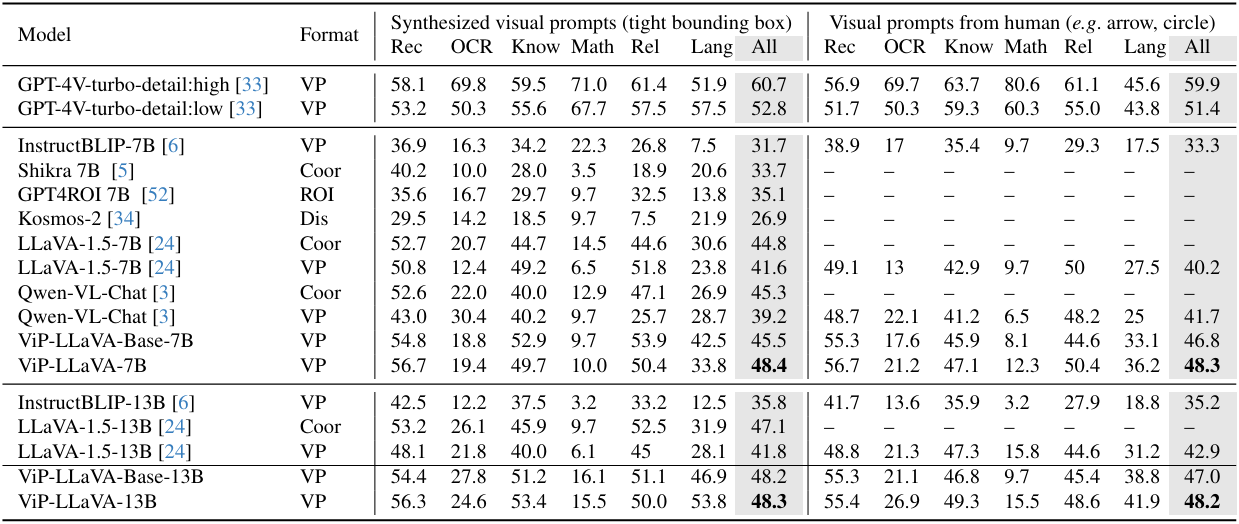 Model Format Synthesized visual prompts (tight bounding box) Visual prompts from human (e.g. arrow, circle)
Rec OCR Know Math Rel Lang All Rec OCR Know Math Rel Lang All
GPT-4V-turbo-detail:high [33] VP 58.1 69.8 59.5 71.0 61.4 51.9 60.7 56.9 69.7 63.7 80.6 61.1 45.6 59.9
GPT-4V-turbo-detail:low [33] VP 53.2 50.3 55.6 67.7 57.5 57.5 52.8 51.7 50.3 59.3 60.3 55.0 43.8 51.4
InstructBLIP-7B [6] VP 36.9 16.3 34.2 22.3 26.8 7.5 31.7 38.9 17 35.4 9.7 29.3 17.5 33.3
Shikra 7B [5] Coor 40.2 10.0 28.0 3.5 18.9 20.6 33.7 – – – – – – –
GPT4ROI 7B [52] ROI 35.6 16.7 29.7 9.7 32.5 13.8 35.1 – – – – – – –
Kosmos-2 [34] Dis 29.5 14.2 18.5 9.7 7.5 21.9 26.9 – – – – – – –
LLaVA-1.5-7B [24] Coor 52.7 20.7 44.7 14.5 44.6 30.6 44.8 – – – – – – –
LLaVA-1.5-7B [24] VP 50.8 12.4 49.2 6.5 51.8 23.8 41.6 49.1 13 42.9 9.7 50 27.5 40.2
Qwen-VL-Chat [3] Coor 52.6 22.0 40.0 12.9 47.1 26.9 45.3 – – – – – – –
Qwen-VL-Chat [3] VP 43.0 30.4 40.2 9.7 25.7 28.7 39.2 48.7 22.1 41.2 6.5 48.2 25 41.7
ViP-LLaVA-Base-7B VP 54.8 18.8 52.9 9.7 53.9 42.5 45.5 55.3 17.6 45.9 8.1 44.6 33.1 46.8
ViP-LLaVA-7B VP 56.7 19.4 49.7 10.0 50.4 33.8 48.4 56.7 21.2 47.1 12.3 50.4 36.2 48.3
InstructBLIP-13B [6] VP 42.5 12.2 37.5 3.2 33.2 12.5 35.8 41.7 13.6 35.9 3.2 27.9 18.8 35.2
LLaVA-1.5-13B [24] Coor 53.2 26.1 45.9 9.7 52.5 31.9 47.1 – – – – – – –
LLaVA-1.5-13B [24] VP 48.1 21.8 40.0 6.1 45 28.1 41.8 48.8 21.3 47.3 15.8 44.6 31.2 42.9
ViP-LLaVA-Base-13B VP 54.4 27.8 51.2 16.1 51.1 46.9 48.2 55.3 21.1 46.8 9.7 45.4 38.8 47.0
ViP-LLaVA-13B VP 56.3 24.6 53.4 15.5 50.0 53.8 48.3 55.4 26.9 49.3 15.5 48.6 41.9 48.2